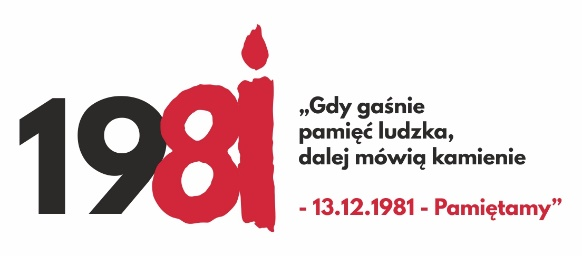 1981
„Gdy gaśnie
pamięć ludzka,
dalej mówią kamienie
- 13.12.1981 - Pamiętamy”